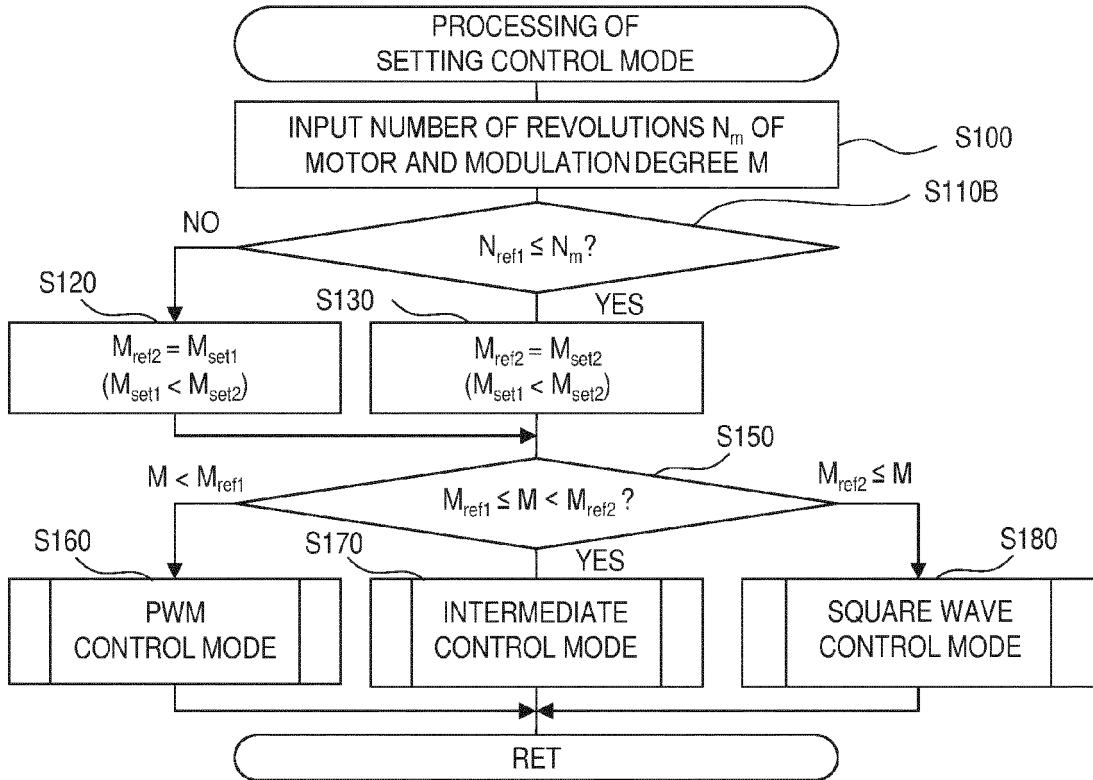 PROCESSING OF
SETTING CONTROL MODE
INPUT NUMBER OF REVOLUTIONS Nm OF
MOTOR AND MODULATION DEGREE M
S100
S110B
NO
Nref1 ≤ Nm?
YES
S120
S130
Mref2 = Mset1
(Mset1 < Mset2)
Mref2 = Mset2
(Mset1 < Mset2)
S150
M < Mref1
Mref1 ≤ M < Mref2?
Mref2 ≤ M
YES
S160
S170
S180
PWM
CONTROL MODE
INTERMEDIATE
CONTROL MODE
SQUARE WAVE
CONTROL MODE
RET